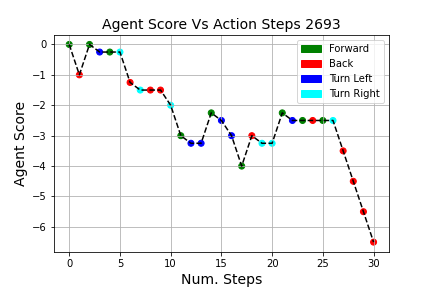 Agent Score Vs Action Steps 2693
Forward
Back
Turn Left
Turn Right
Agent Score
0
−1
−2
−3
−4
−5
−6
0 5 10 15 20 25 30
Num. Steps